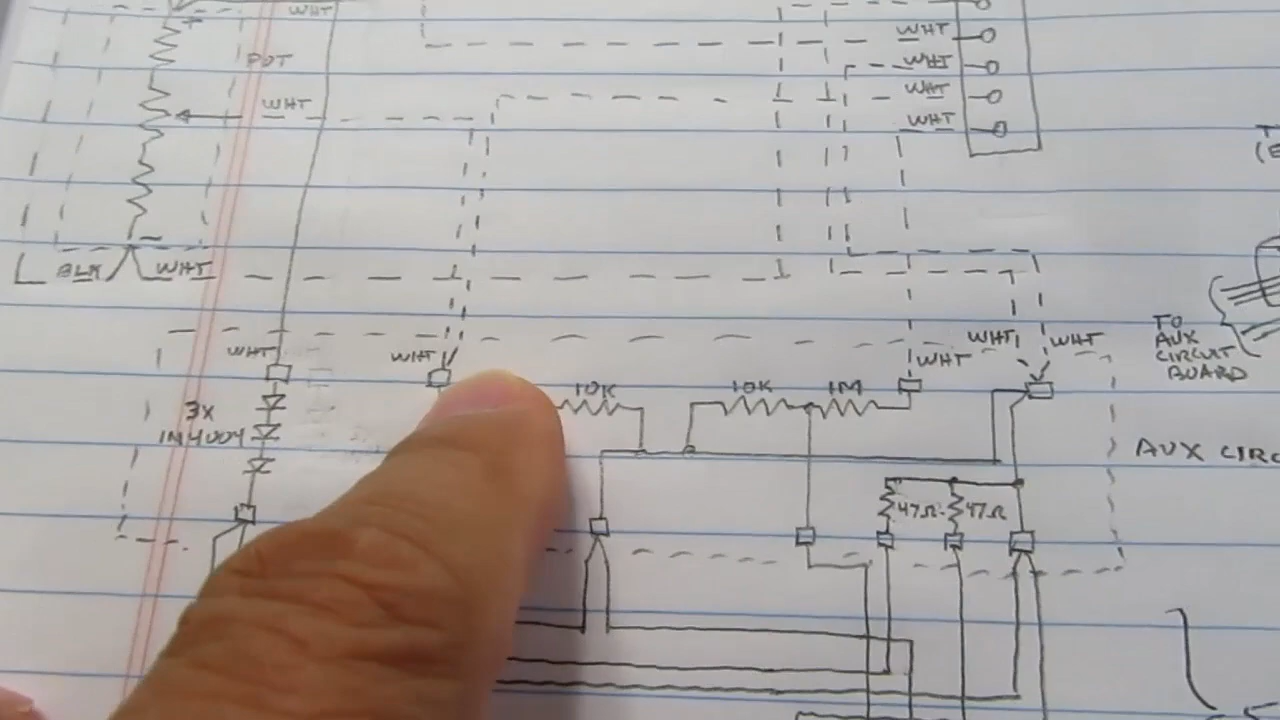 WHT
WHT
POT
WHT
WHT
WHT
WHT
BLK
WHT
WHT
WHT
WHT
WHT
WHT
TO
AUX
CIRCUIT
BOARD
3X
1N4004
10K
10K
1M
AUX CIRC
47Ω
47Ω